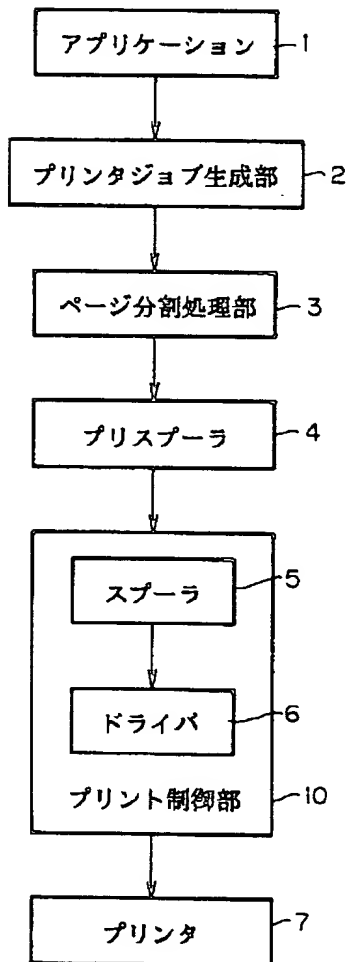 アプリケーション 1
プリンタジョブ生成部 2
ページ分割処理部 3
プリスプーラ 4
スプーラ 5
ドライバ 6
プリント制御部 10
プリンタ 7